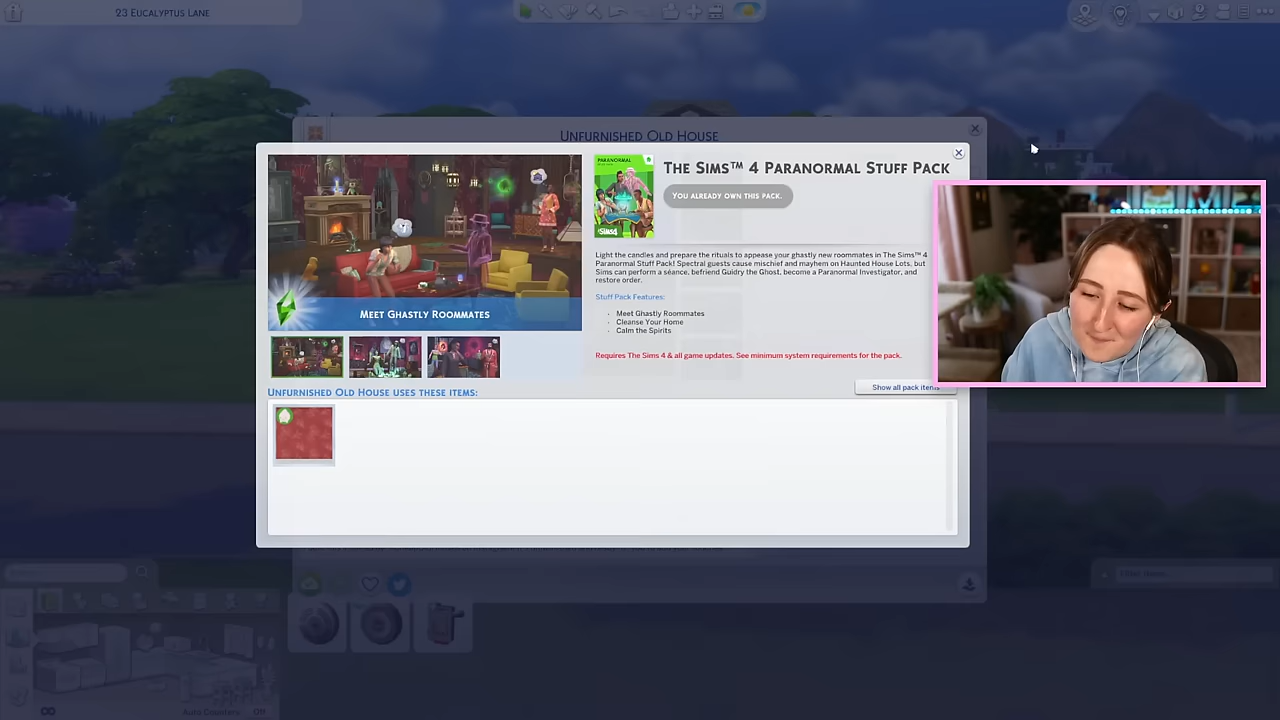 23 Eucalyptus Lane
Unfurnished Old House
The Sims™ 4 Paranormal Stuff Pack
You already own this pack.
PARANORMAL
SIMS4
Light the candles and prepare the rituals to appease your ghastly new roommates in The Sims™ 4
Paranormal Stuff Pack! Spectral guests cause mischief and mayhem on Haunted House Lots, but
Sims can perform a séance, befriend Guidry the Ghost, become a Paranormal Investigator, and
restore order.
Stuff Pack Features:
· Meet Ghastly Roommates
· Cleanse Your Home
· Calm the Spirits
Meet Ghastly Roommates
Requires The Sims 4 & all game updates. See minimum system requirements for the pack.
Show all pack items
Unfurnished Old House uses these items:
Auto Counters: On